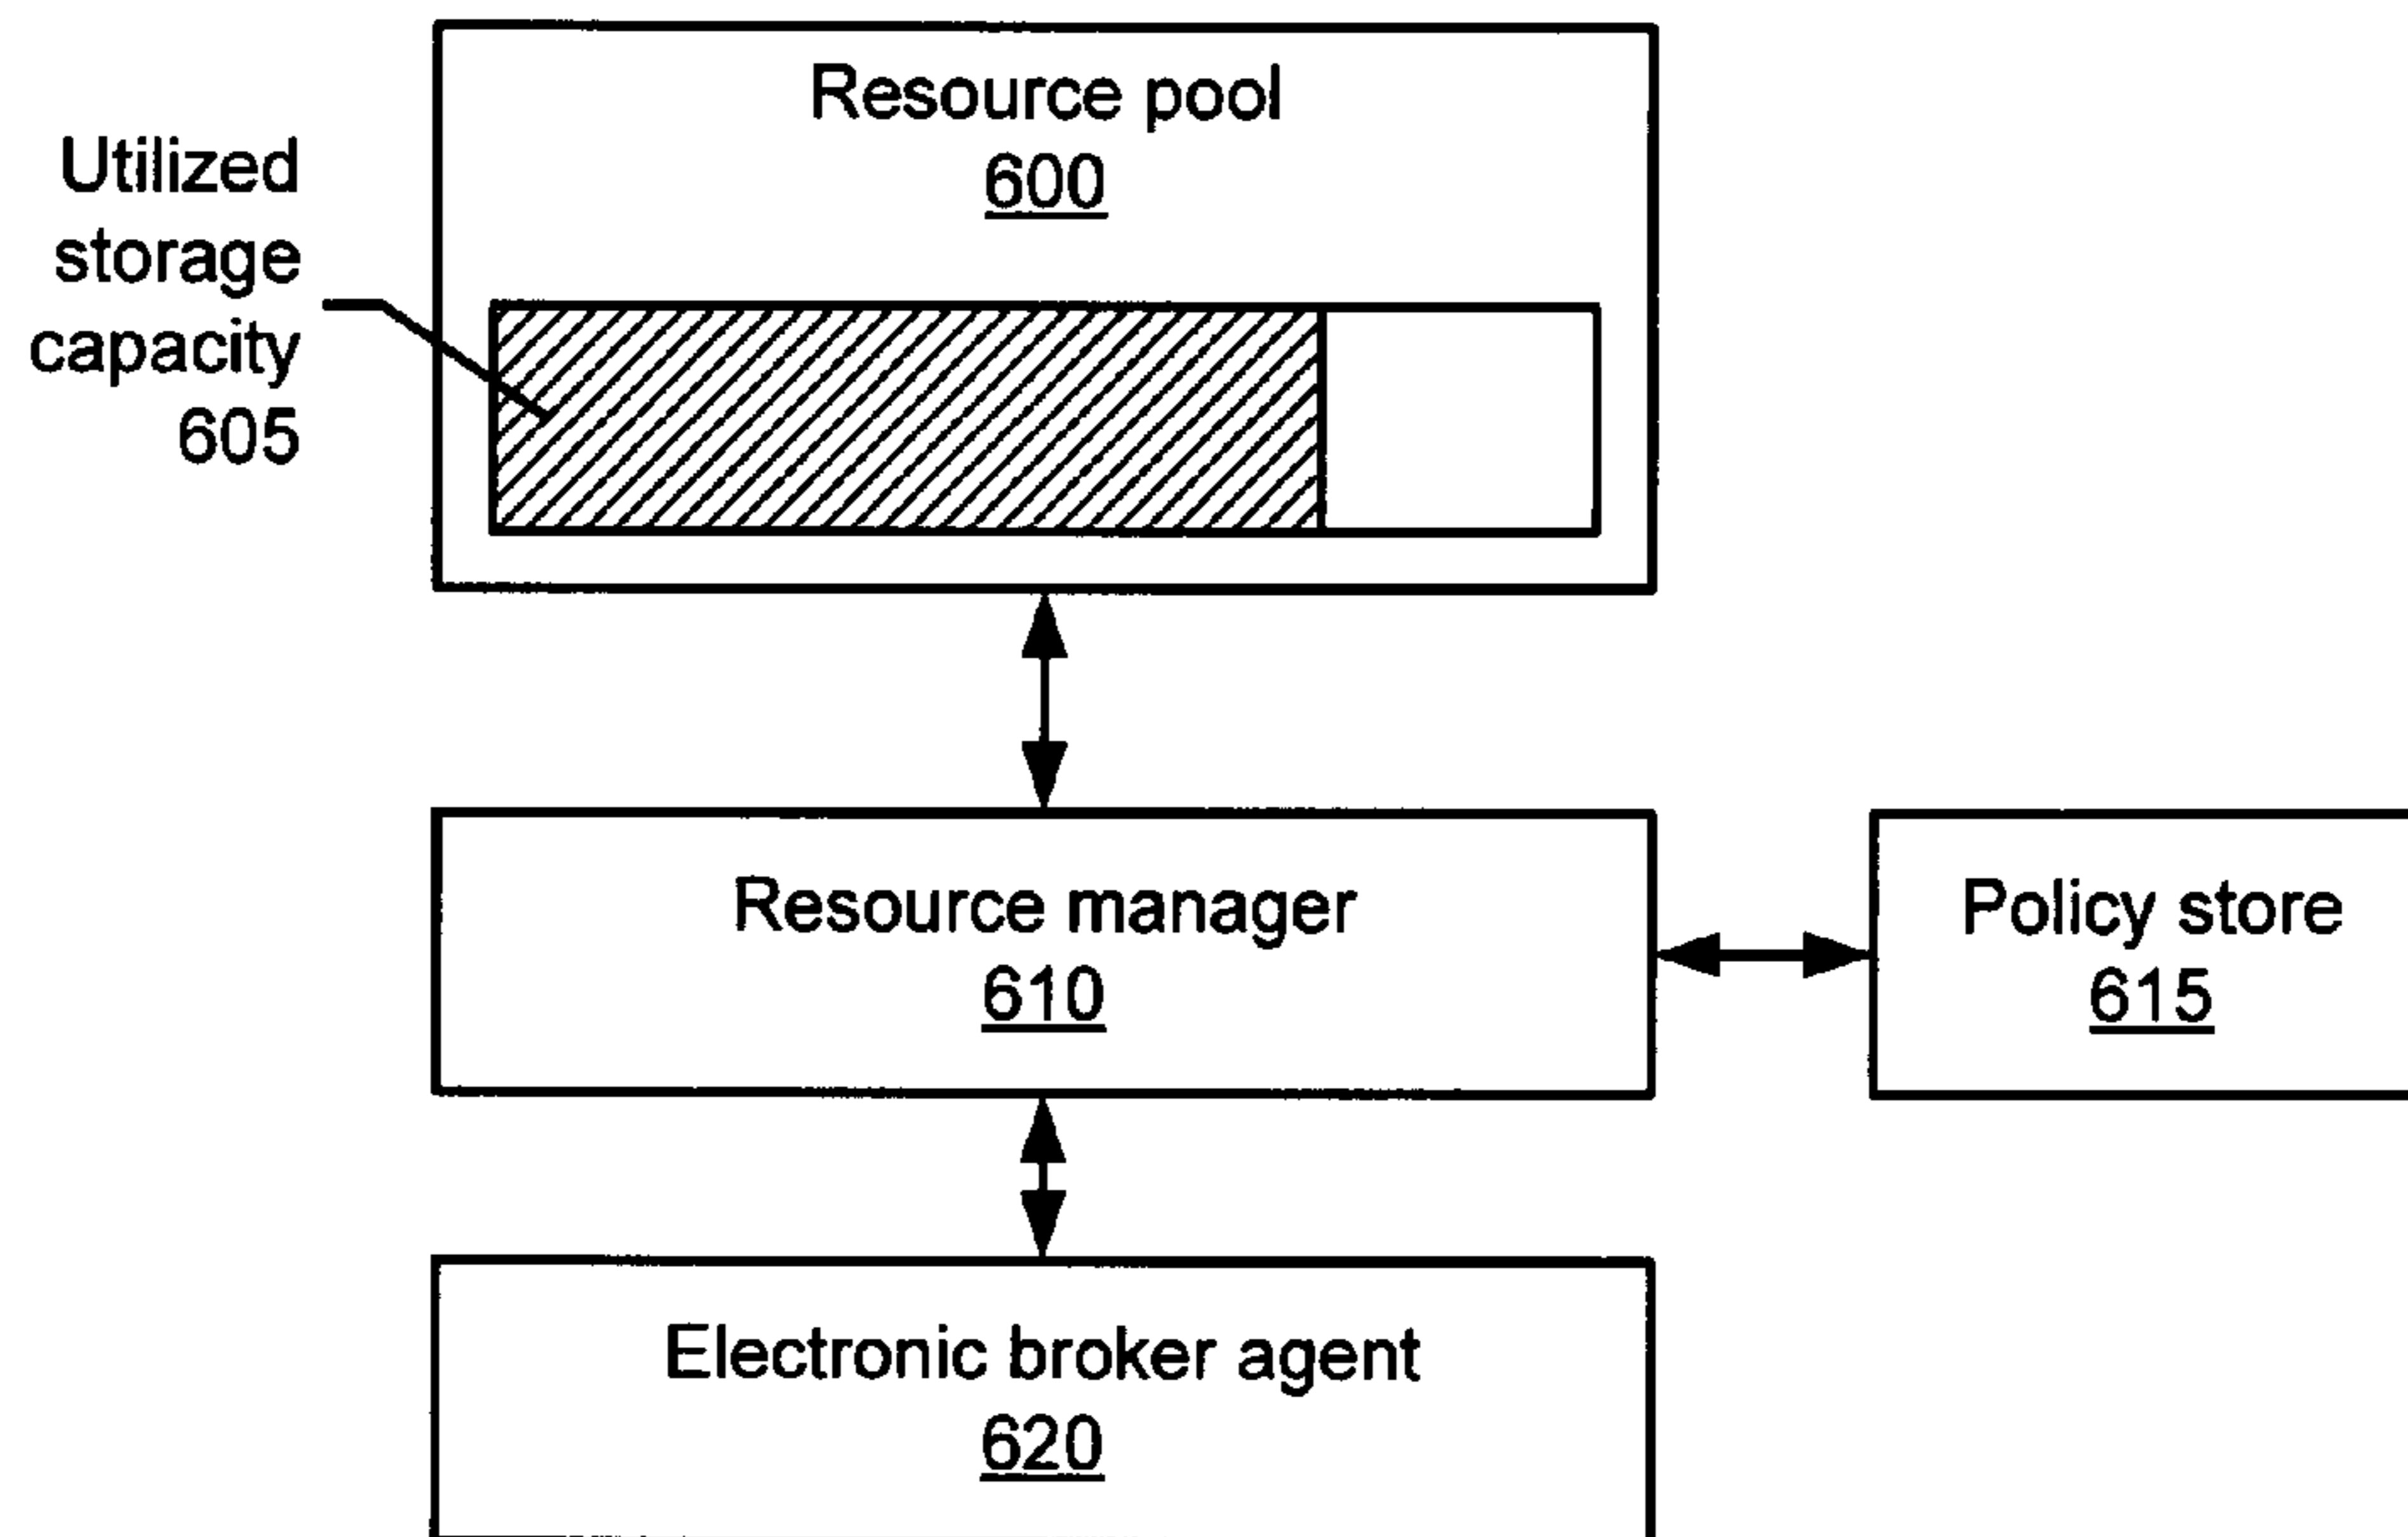 Resource pool
600
Utilized
storage
capacity
605
Resource manager
610
Policy store
615
Electronic broker agent
620